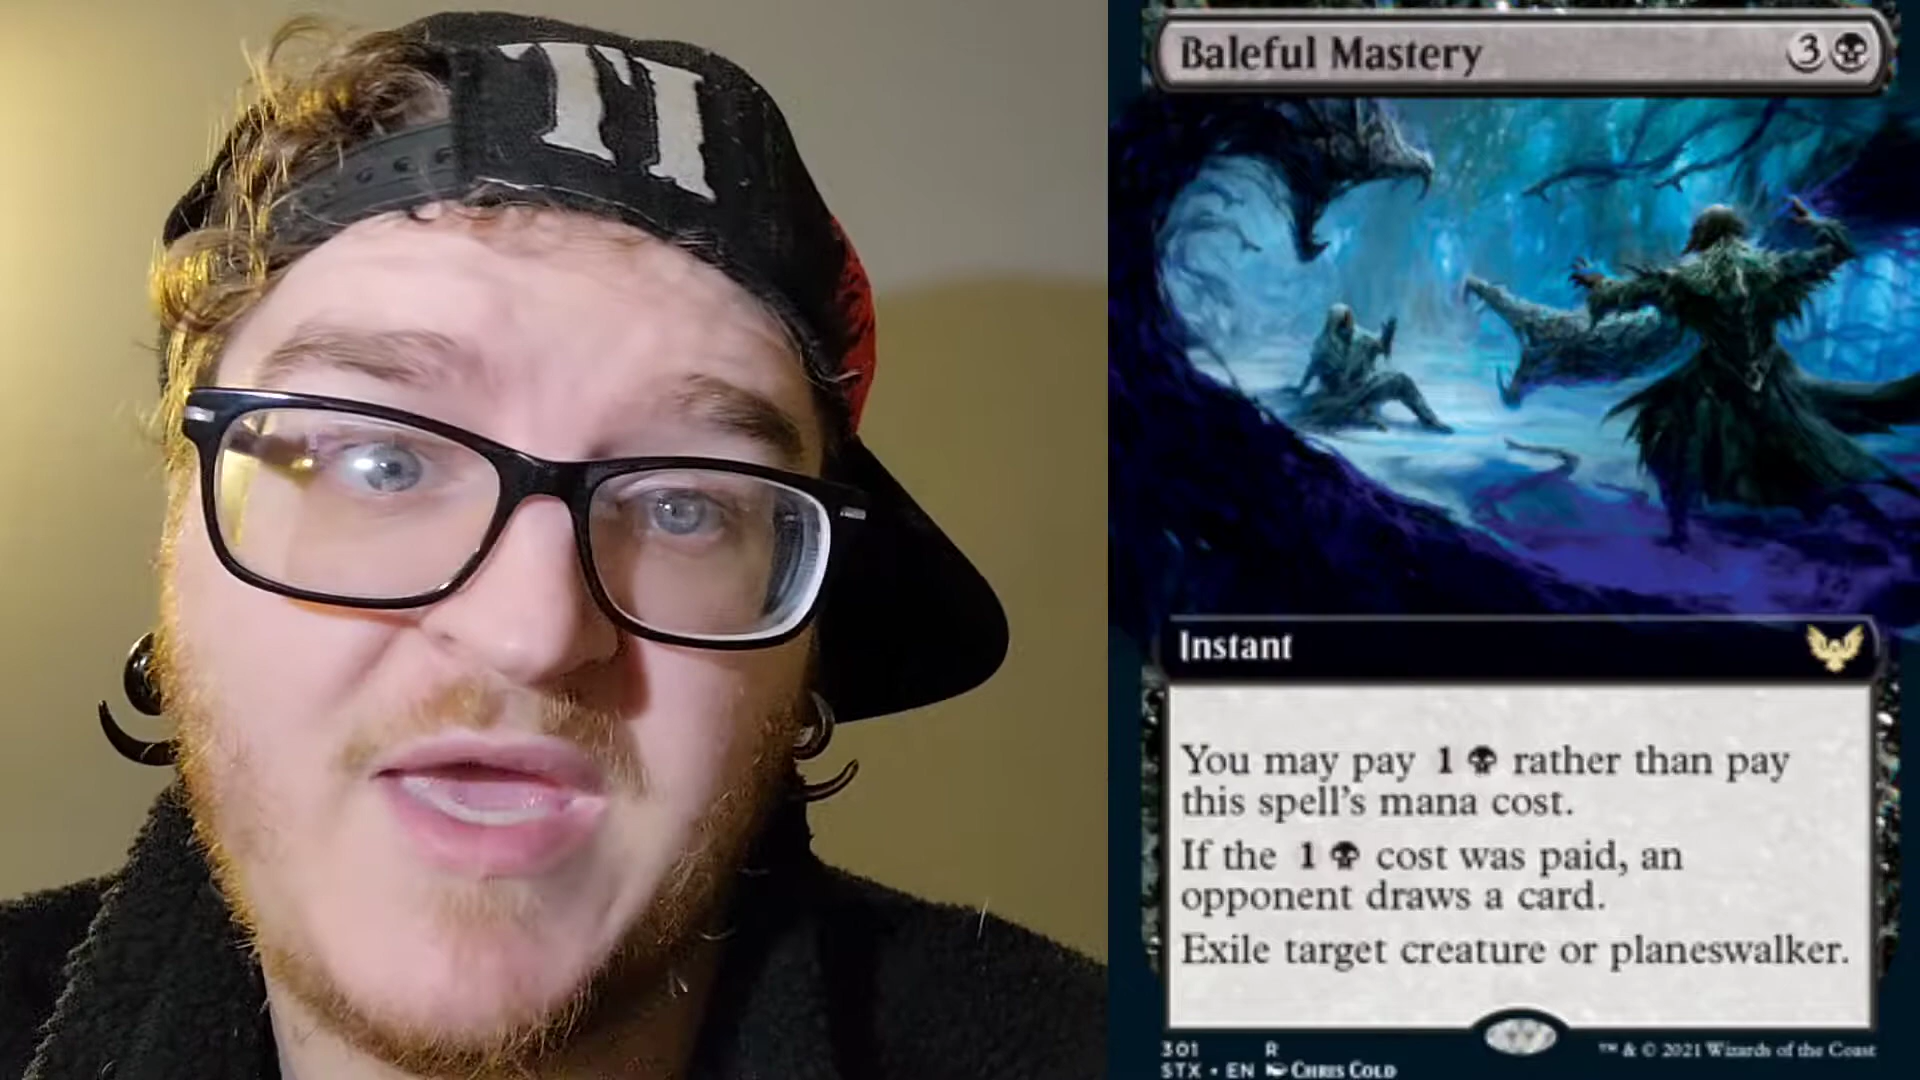 Baleful Mastery 3
Instant
You may pay 1 rather than pay
this spell's mana cost.
If the 1 cost was paid, an
opponent draws a card.
Exile target creature or planeswalker.
301 R
STX • EN Chris Cold
™ & © 2021 Wizards of the Coast